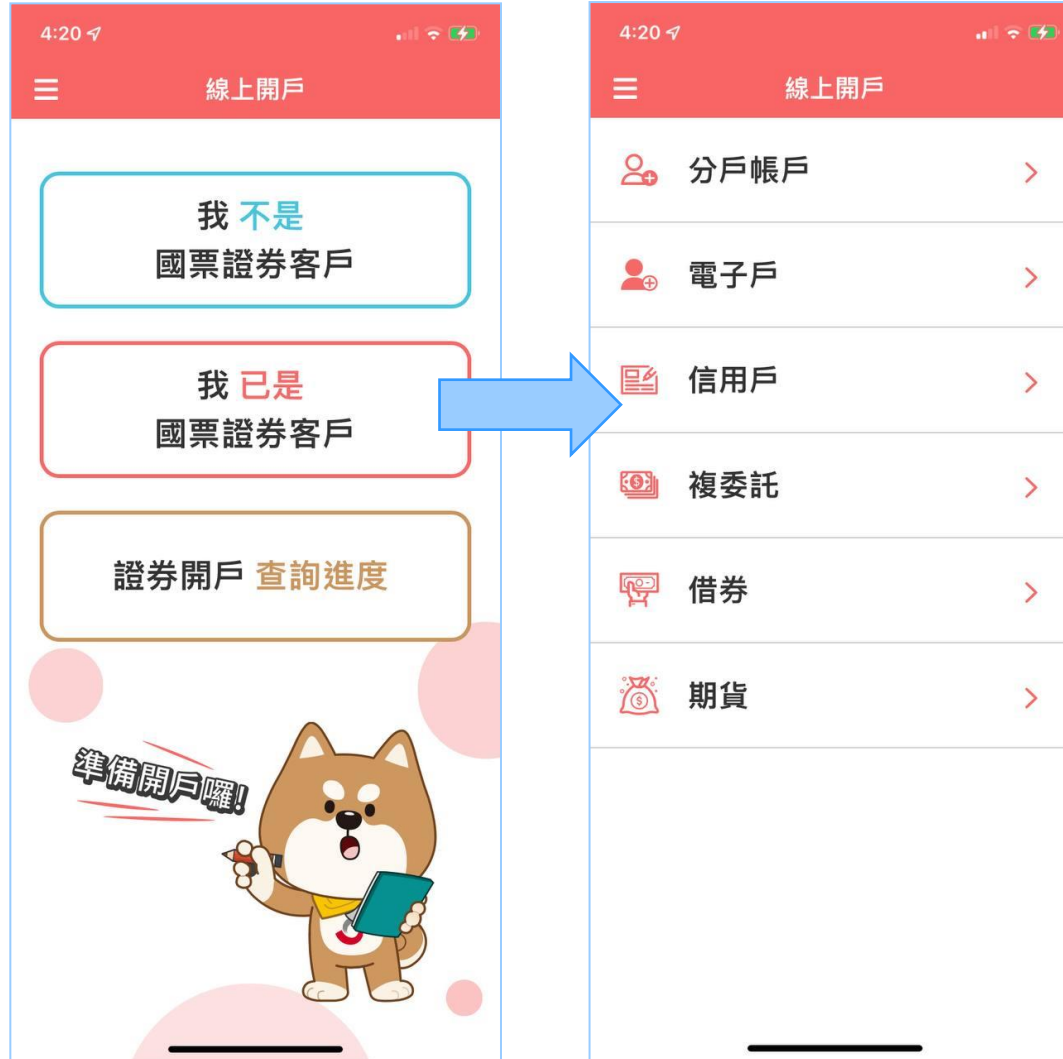 4:20
線上開戶
我 不是
國票證券客戶
我 已是
國票證券客戶
證券開戶 查詢進度
準備開戶囉!
4:20
線上開戶
分戶帳戶
電子戶
信用戶
複委託
借券
期貨